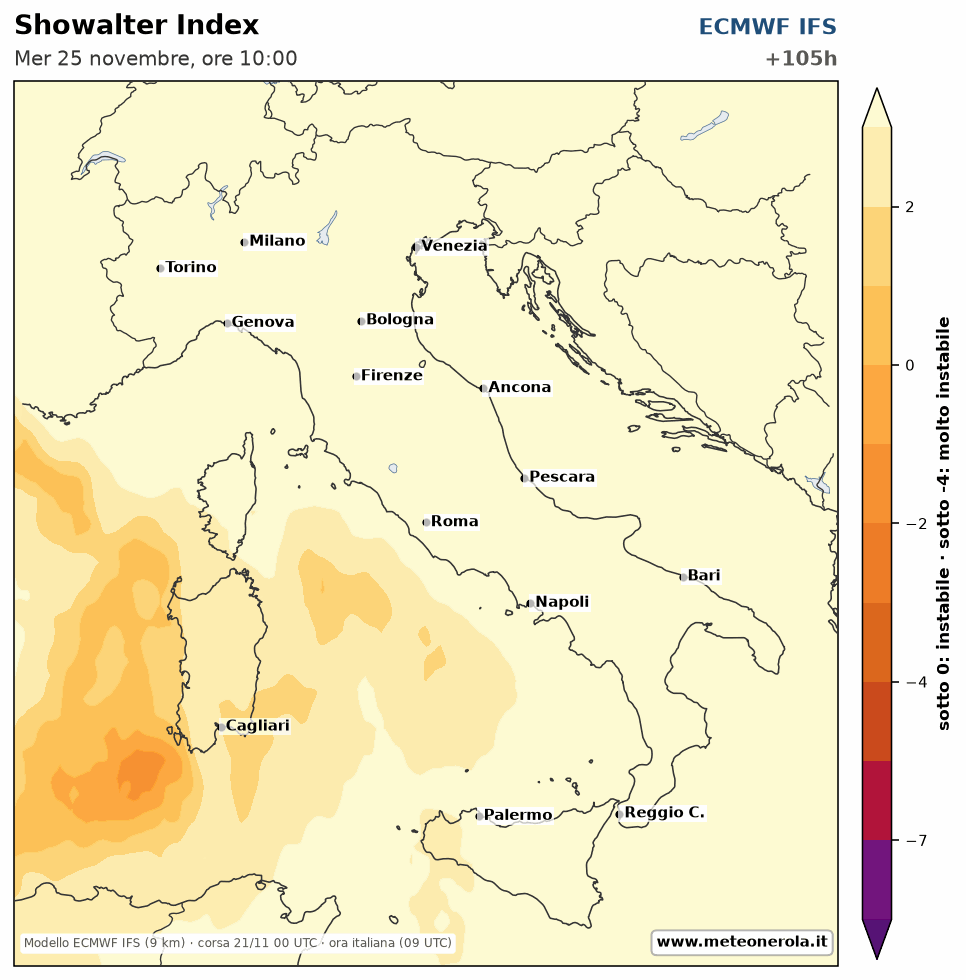 Showalter Index
ECMWF IFS
Mer 25 novembre, ore 10:00
+105h
Milano
Venezia
Torino
Genova
Bologna
Firenze
Ancona
Pescara
Roma
Bari
Napoli
Cagliari
Palermo
Reggio C.
2
0
−2
−4
−7
sotto 0: instabile · sotto -4: molto instabile
Modello ECMWF IFS (9 km) · corsa 21/11 00 UTC · ora italiana (09 UTC)
www.meteonerola.it